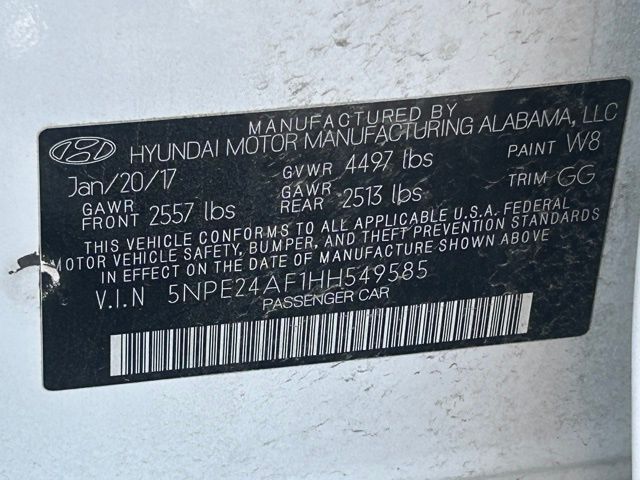 MANUFACTURED BY
HYUNDAI MOTOR MANUFACTURING ALABAMA, LLC
Jan/20/17 GVWR 4497 lbs PAINT W8
GAWR FRONT 2557 lbs GAWR REAR 2513 lbs TRIM GG
THIS VEHICLE CONFORMS TO ALL APPLICABLE U.S.A. FEDERAL
MOTOR VEHICLE SAFETY, BUMPER, AND THEFT PREVENTION STANDARDS
IN EFFECT ON THE DATE OF MANUFACTURE SHOWN ABOVE
V.I.N 5NPE24AF1HH549585
PASSENGER CAR